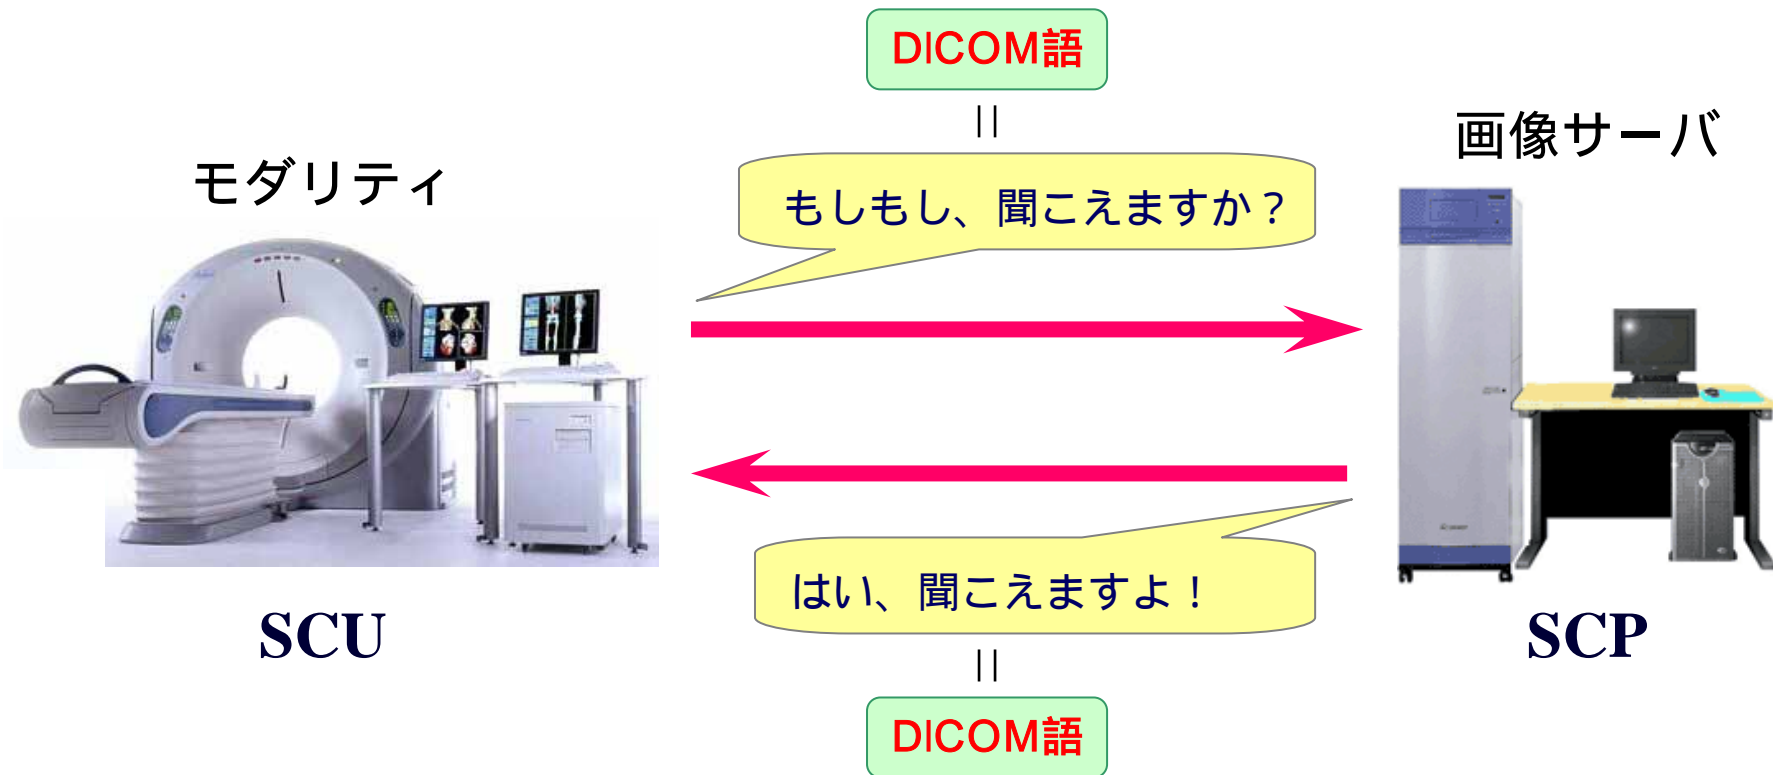 DICOM語
||
画像サーバ
モダリティ
もしもし、聞こえますか？
はい、聞こえますよ！
SCU
SCP
||
DICOM語